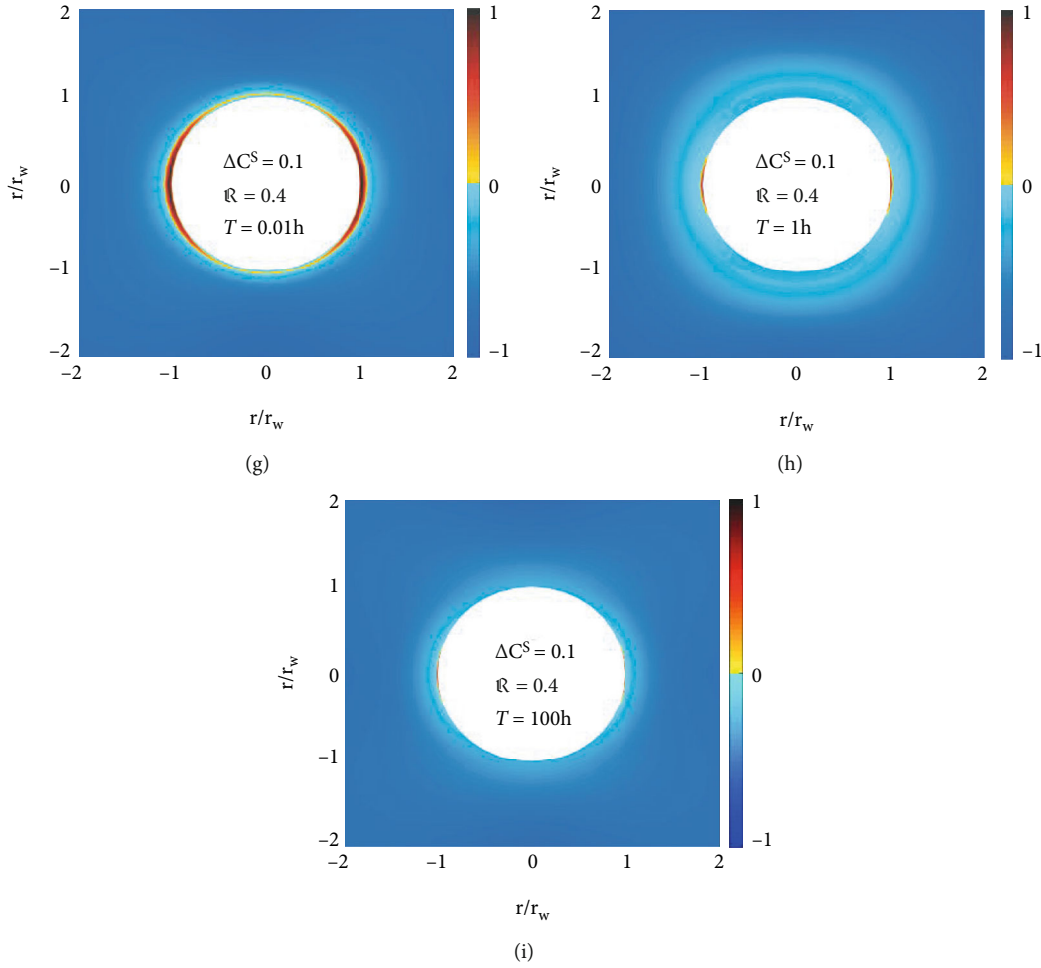 2
1
0
−1
−2
r/r_w
−2
−1
0
1
2
r/r_w
ΔC^S = 0.1
ℝ = 0.4
T = 0.01h
1
0
−1
(g)
2
1
0
−1
−2
r/r_w
−2
−1
0
1
2
r/r_w
ΔC^S = 0.1
ℝ = 0.4
T = 1h
1
0
−1
(h)
2
1
0
−1
−2
r/r_w
−2
−1
0
1
2
r/r_w
ΔC^S = 0.1
ℝ = 0.4
T = 100h
1
0
−1
(i)